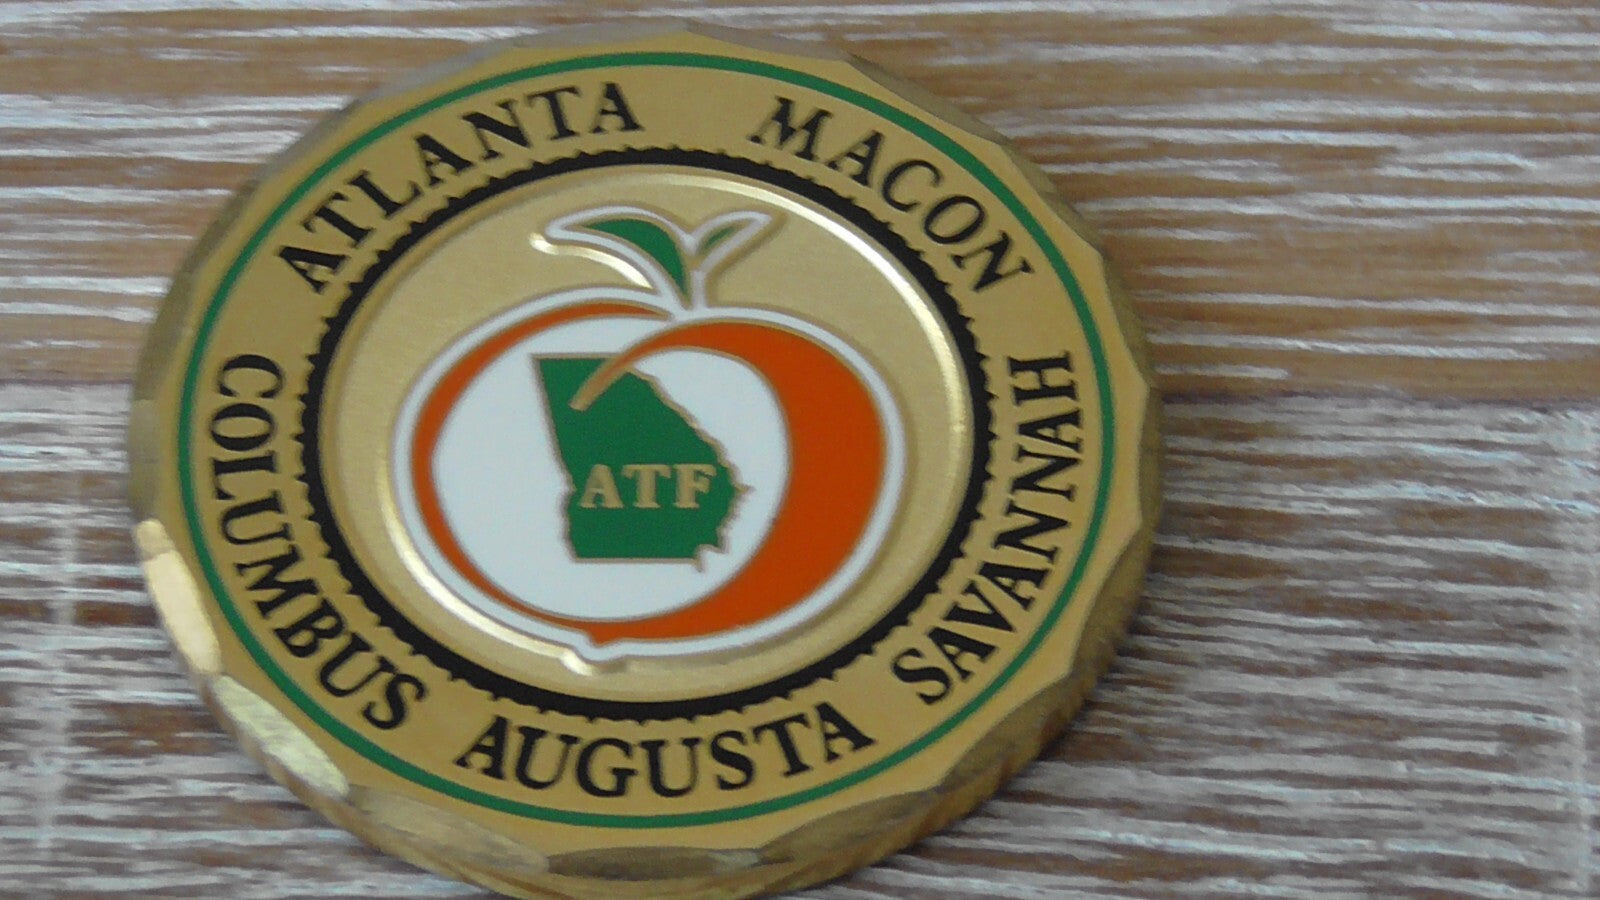 ATLANTA
MACON
SAVANNAH
AUGUSTA
COLUMBUS
ATF